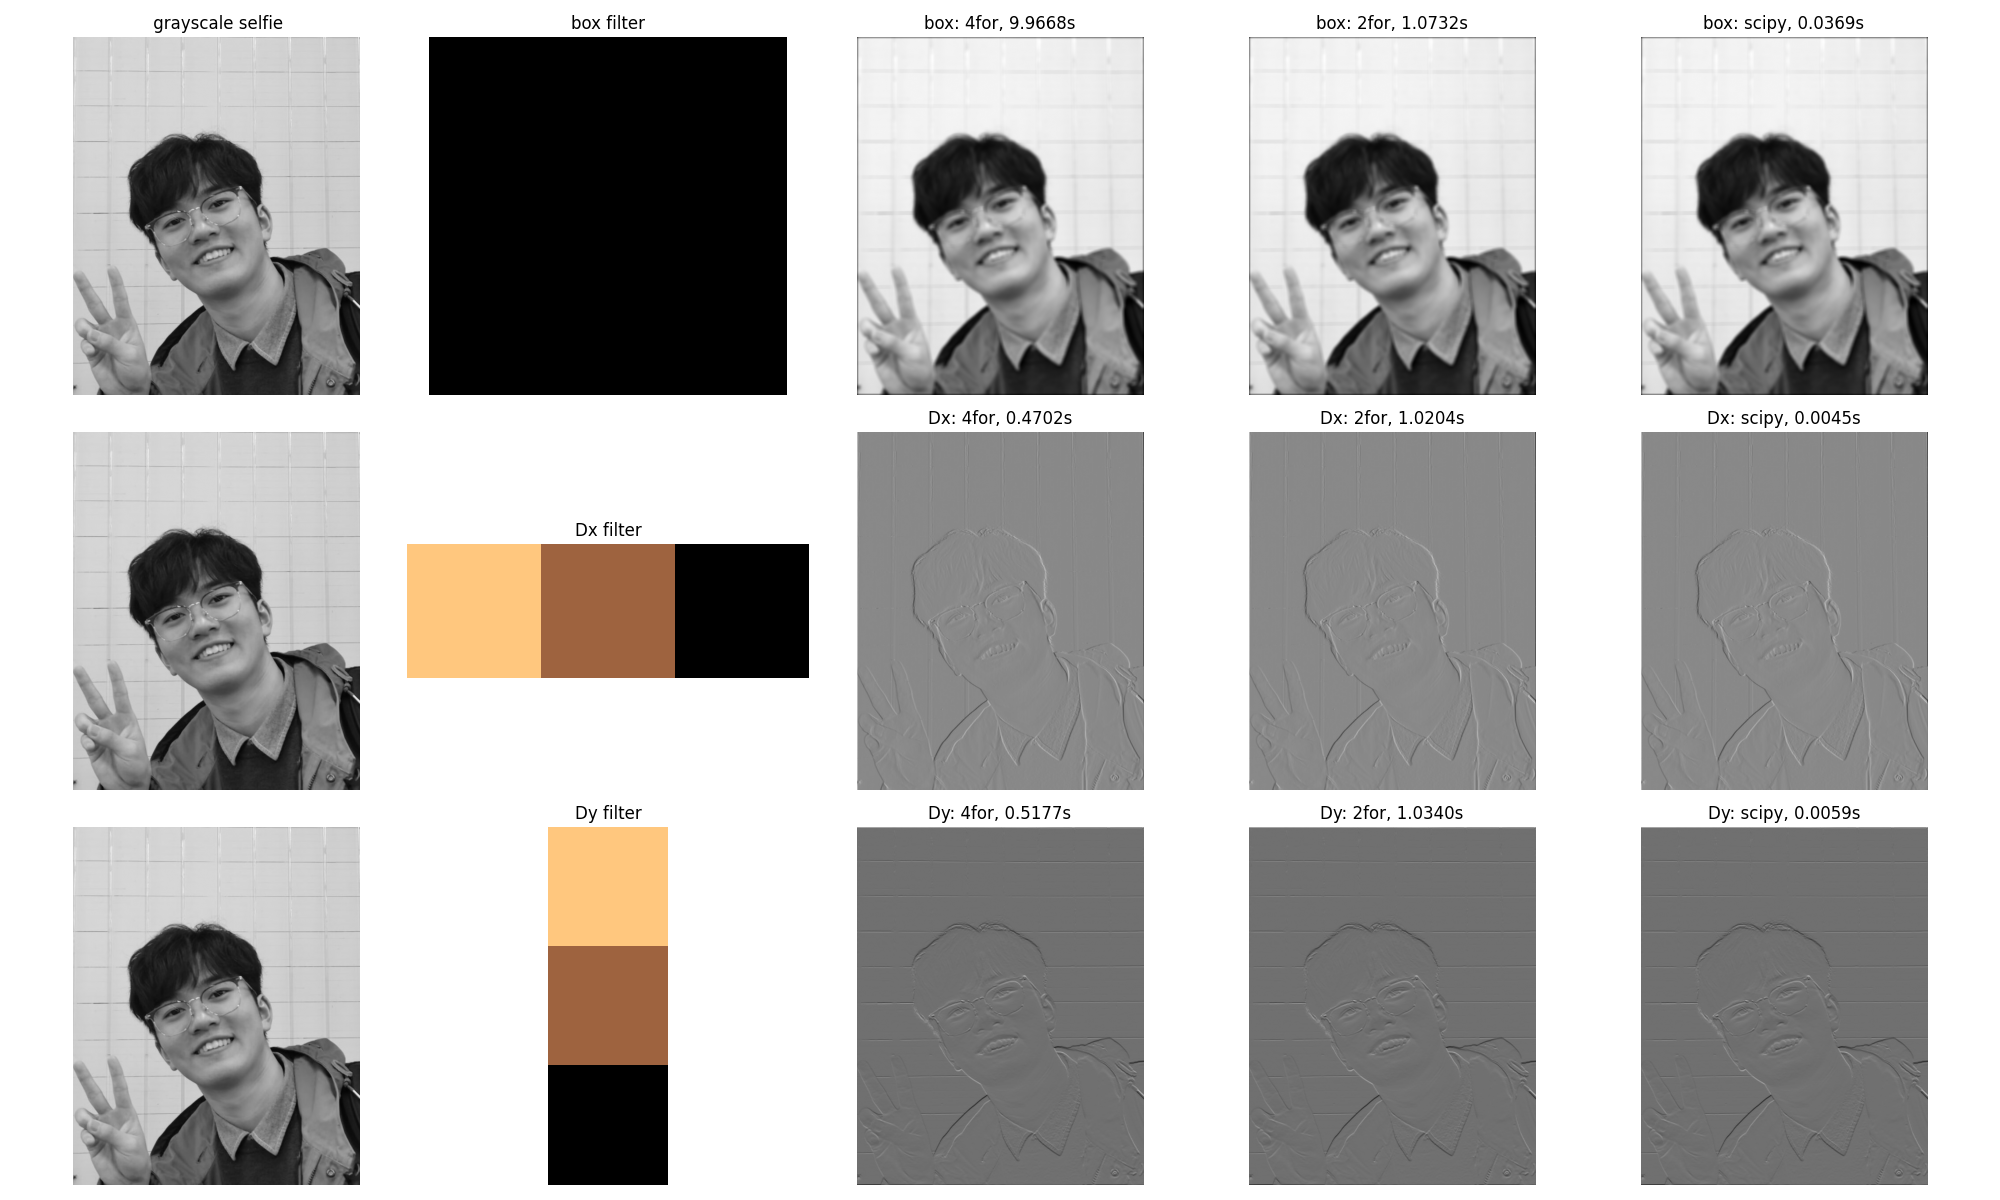 grayscale selfie
box filter
box: 4for, 9.9668s
box: 2for, 1.0732s
box: scipy, 0.0369s
Dx filter
Dx: 4for, 0.4702s
Dx: 2for, 1.0204s
Dx: scipy, 0.0045s
Dy filter
Dy: 4for, 0.5177s
Dy: 2for, 1.0340s
Dy: scipy, 0.0059s